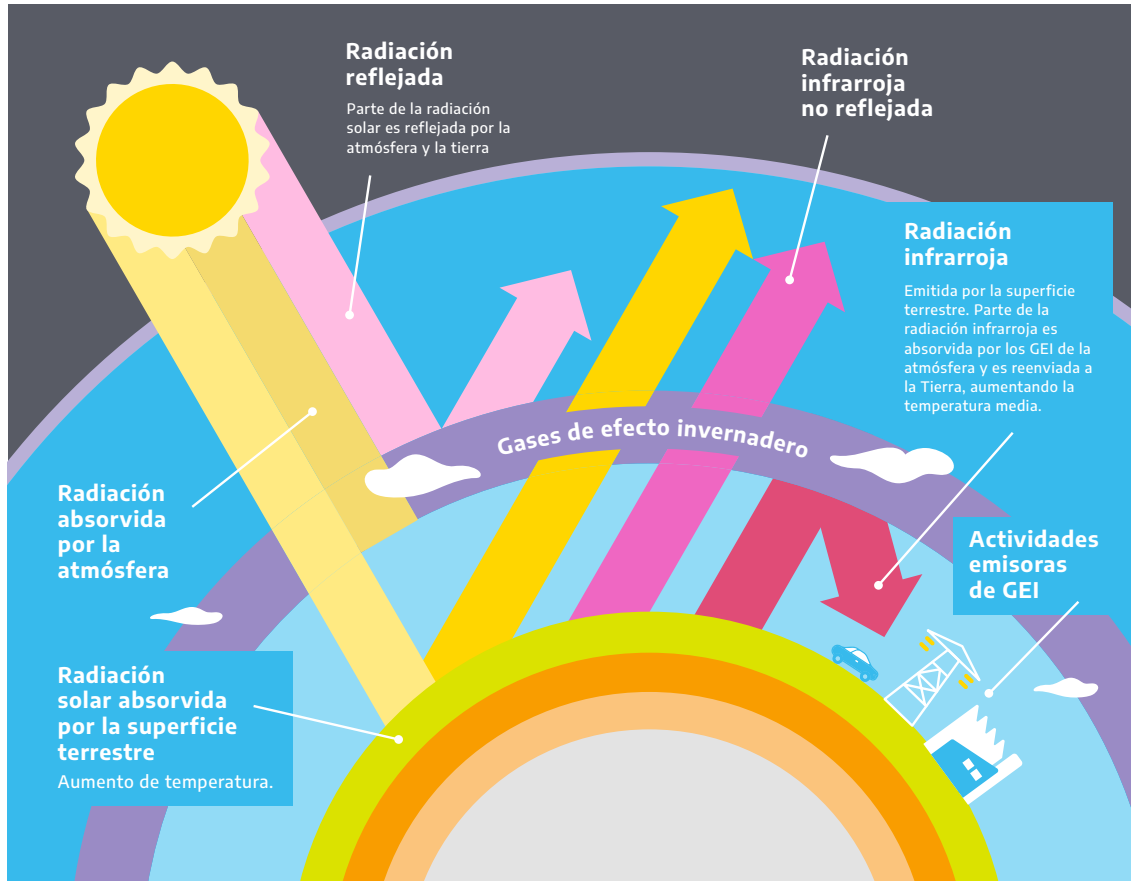 Radiación
reflejada
Parte de la radiación
solar es reflejada por la
atmósfera y la tierra
Radiación
infrarroja
no reflejada
Radiación
infrarroja
Emitida por la superficie
terrestre. Parte de la
radiación infrarroja es
absorvida por los GEI de la
atmósfera y es reenviada a
la Tierra, aumentando la
temperatura media.
Gases de efecto invernadero
Radiación
absorvida
por la
atmósfera
Actividades
emisoras
de GEI
Radiación
solar absorvida
por la superficie
terrestre
Aumento de temperatura.